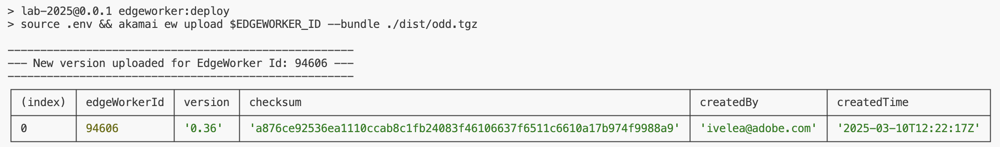 > lab-2025@0.0.1 edgeworker:deploy
> source .env && akamai ew upload $EDGEWORKER_ID --bundle ./dist/odd.tgz
-----------------------------------------------------
--- New version uploaded for EdgeWorker Id: 94606 ---
-----------------------------------------------------
(index) edgeWorkerId version checksum createdBy createdTime
0 94606 '0.36' 'a876ce92536ea1110ccab8c1fb24083f46106637f6511c6610a17b974f9988a9' 'ivelea@adobe.com' '2025-03-10T12:22:17Z'